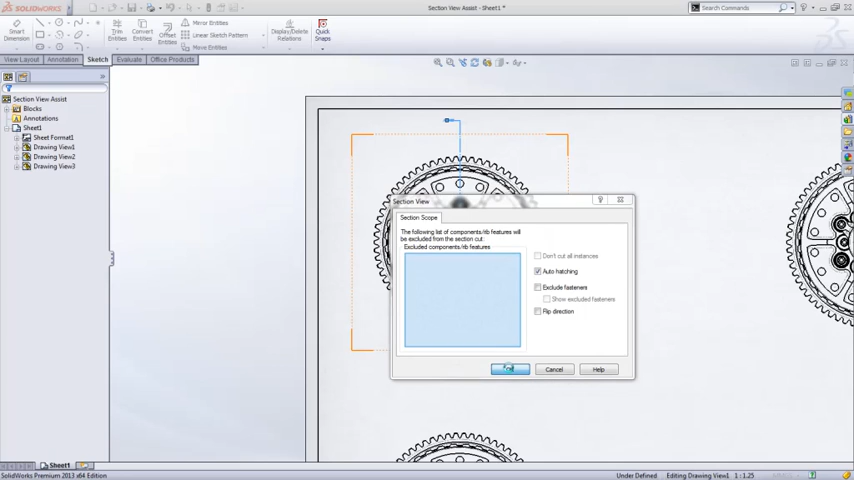 SOLIDWORKS
Section View Assist - Sheet1 *
Search Commands
Smart Dimension
Trim Entities
Convert Entities
Offset Entities
Mirror Entities
Linear Sketch Pattern
Move Entities
Display/Delete Relations
Quick Snaps
View Layout
Annotation
Sketch
Evaluate
Office Products
Section View Assist
Blocks
Annotations
Sheet1
Sheet Format1
Drawing View1
Drawing View2
Drawing View3
Section View
Section Scope
The following list of components/rib features will
be excluded from the section cut:
Excluded components/rib features
Don't cut all instances
Auto hatching
Exclude fasteners
Show excluded fasteners
Flip direction
Cancel
Help
Sheet1
SolidWorks Premium 2013 x64 Edition
Under Defined
Editing Drawing View1
1 : 1.25